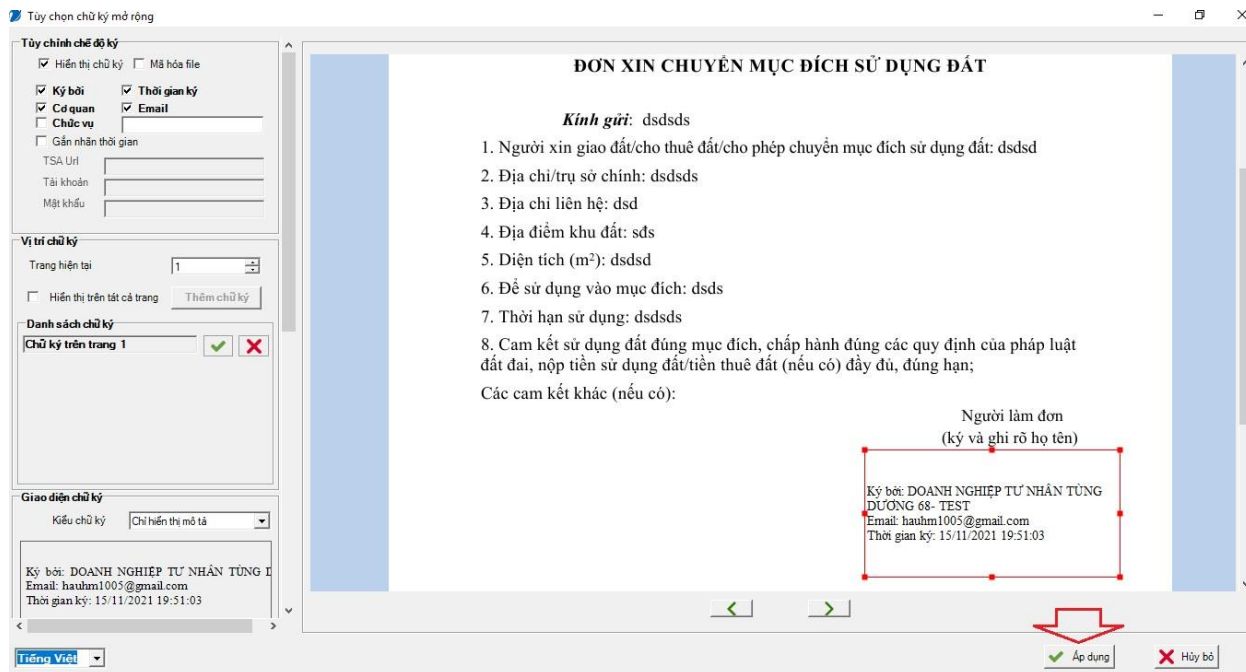 Tùy chọn chữ ký mở rộng
Tùy chỉnh chế độ ký
Hiển thị chữ ký
Mã hóa file
Ký bởi
Thời gian ký
Cơ quan
Email
Chức vụ
Gắn nhãn thời gian
TSA Url
Tài khoản
Mật khẩu
Vị trí chữ ký
Trang hiện tại
1
Hiển thị trên tất cả trang
Thêm chữ ký
Danh sách chữ ký
Chữ ký trên trang 1
Giao diện chữ ký
Kiểu chữ ký
Chỉ hiển thị mô tả
Ký bởi: DOANH NGHIỆP TƯ NHÂN TÙNG
Email: hauhm1005@gmail.com
Thời gian ký: 15/11/2021 19:51:03
Tiếng Việt
ĐƠN XIN CHUYỂN MỤC ĐÍCH SỬ DỤNG ĐẤT
Kính gửi: dsdsds
1. Người xin giao đất/cho thuê đất/cho phép chuyển mục đích sử dụng đất: dsdsd
2. Địa chỉ/trụ sở chính: dsdsds
3. Địa chỉ liên hệ: dsd
4. Địa điểm khu đất: sđs
5. Diện tích (m²): dsdsd
6. Để sử dụng vào mục đích: dsds
7. Thời hạn sử dụng: dsdsds
8. Cam kết sử dụng đất đúng mục đích, chấp hành đúng các quy định của pháp luật
đất đai, nộp tiền sử dụng đất/tiền thuê đất (nếu có) đầy đủ, đúng hạn;
Các cam kết khác (nếu có):
Người làm đơn
(ký và ghi rõ họ tên)
Ký bởi: DOANH NGHIỆP TƯ NHÂN TÙNG
DƯƠNG 68- TEST
Email: hauhm1005@gmail.com
Thời gian ký: 15/11/2021 19:51:03
Áp dụng
Hủy bỏ